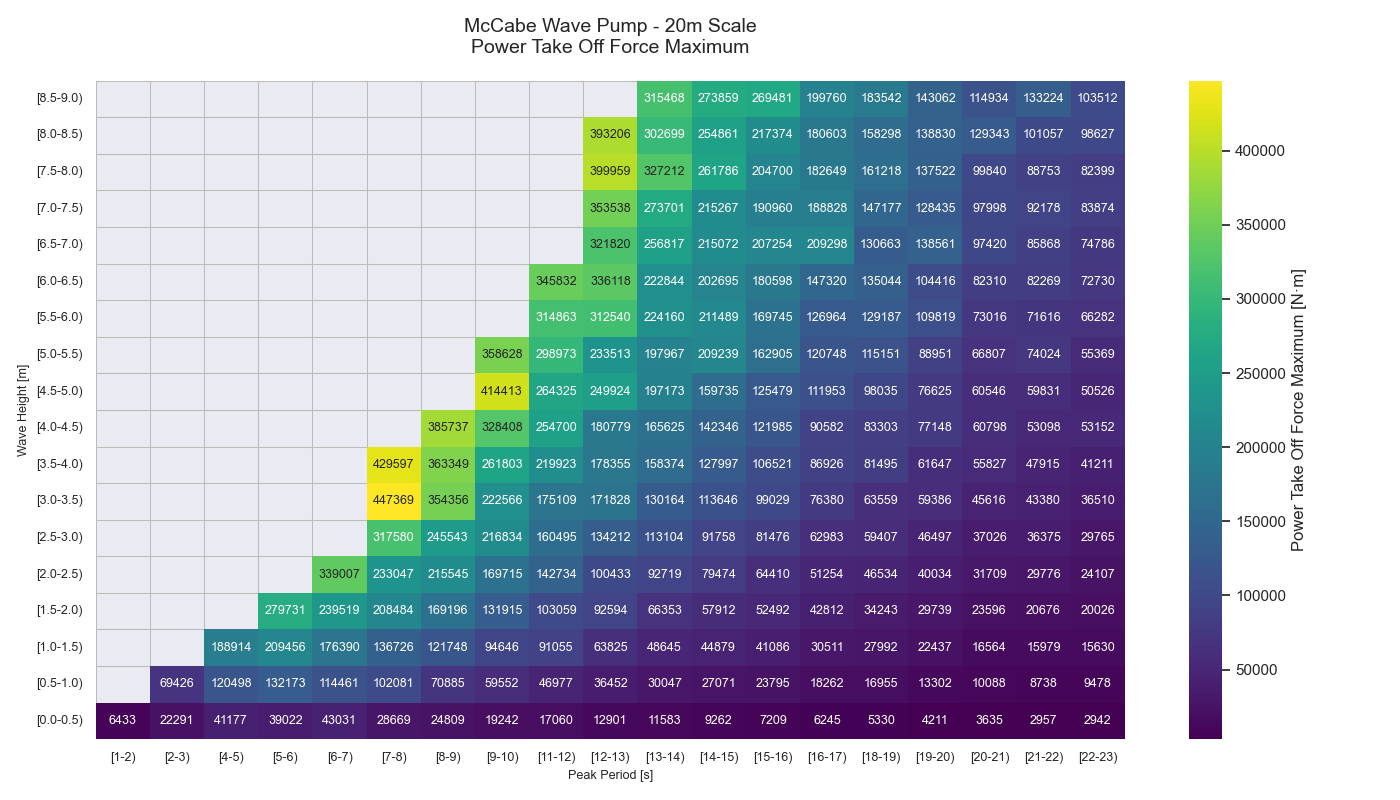 McCabe Wave Pump - 20m Scale
Power Take Off Force Maximum
[8.5-9.0) 315468 273859 269481 199760 183542 143062 114934 133224 103512
[8.0-8.5) 393206 302699 254861 217374 180603 158298 138830 129343 101057 98627
[7.5-8.0) 399959 327212 261786 204700 182649 161218 137522 99840 88753 82399
[7.0-7.5) 353538 273701 215267 190960 188828 147177 128435 97998 92178 83874
[6.5-7.0) 321820 256817 215072 207254 209298 130663 138561 97420 85868 74786
[6.0-6.5) 345832 336118 222844 202695 180598 147320 135044 104416 82310 82269 72730
[5.5-6.0) 314863 312540 224160 211489 169745 126964 129187 109819 73016 71616 66282
[5.0-5.5) 358628 298973 233513 197967 209239 162905 120748 115151 88951 66807 74024 55369
[4.5-5.0) 414413 264325 249924 197173 159735 125479 111953 98035 76625 60546 59831 50526
[4.0-4.5) 385737 328408 254700 180779 165625 142346 121985 90582 83303 77148 60798 53098 53152
[3.5-4.0) 429597 363349 261803 219923 178355 158374 127997 106521 86926 81495 61647 55827 47915 41211
[3.0-3.5) 447369 354356 222566 175109 171828 130164 113646 99029 76380 63559 59386 45616 43380 36510
[2.5-3.0) 317580 245543 216834 160495 134212 113104 91758 81476 62983 59407 46497 37026 36375 29765
[2.0-2.5) 339007 233047 215545 169715 142734 100433 92719 79474 64410 51254 46534 40034 31709 29776 24107
[1.5-2.0) 279731 239519 208484 169196 131915 103059 92594 66353 57912 52492 42812 34243 29739 23596 20676 20026
[1.0-1.5) 188914 209456 176390 136726 121748 94646 91055 63825 48645 44879 41086 30511 27992 22437 16564 15979 15630
[0.5-1.0) 69426 120498 132173 114461 102081 70885 59552 46977 36452 30047 27071 23795 18262 16955 13302 10088 8738 9478
[0.0-0.5) 6433 22291 41177 39022 43031 28669 24809 19242 17060 12901 11583 9262 7209 6245 5330 4211 3635 2957 2942
[1-2) [2-3) [4-5) [5-6) [6-7) [7-8) [8-9) [9-10) [11-12) [12-13) [13-14) [14-15) [15-16) [16-17) [18-19) [19-20) [20-21) [21-22) [22-23)
Peak Period [s]
Wave Height [m]
400000
350000
300000
250000
200000
150000
100000
50000
Power Take Off Force Maximum [N·m]